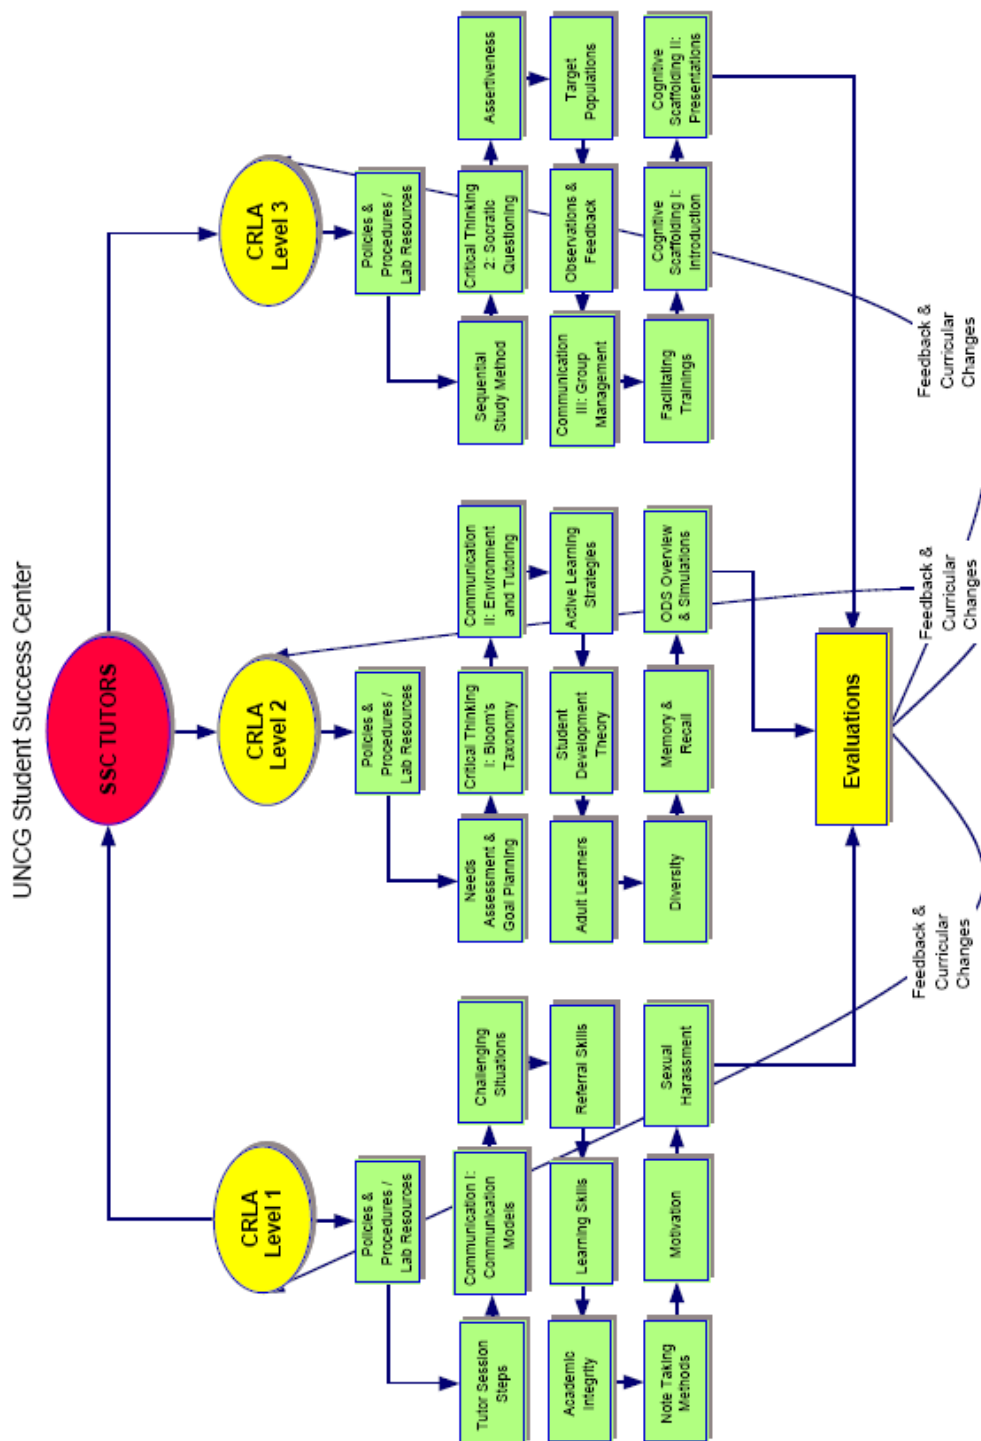 UNCG Student Success Center
SSC TUTORS
CRLA
Level 1
CRLA
Level 2
CRLA
Level 3
Policies &
Procedures /
Lab Resources
Tutor Session
Steps
Communication I:
Communication
Models
Challenging
Situations
Referral Skills
Learning Skills
Academic
Integrity
Note Taking
Methods
Motivation
Sexual
Harassment
Policies &
Procedures /
Lab Resources
Needs
Assessment &
Goal Planning
Critical Thinking
I: Bloom's
Taxonomy
Communication
II: Environment
and Tutoring
Active Learning
Strategies
Student
Development
Theory
Adult Learners
Diversity
Memory &
Recall
ODS Overview
& Simulations
Policies &
Procedures /
Lab Resources
Sequential
Study Method
Critical Thinking
2: Socratic
Questioning
Assertiveness
Target
Populations
Observations &
Feedback
Communication
III: Group
Management
Facilitating
Trainings
Cognitive
Scaffolding I:
Introduction
Cognitive
Scaffolding II:
Presentations
Evaluations
Feedback &
Curricular
Changes
Feedback &
Curricular
Changes
Feedback &
Curricular
Changes